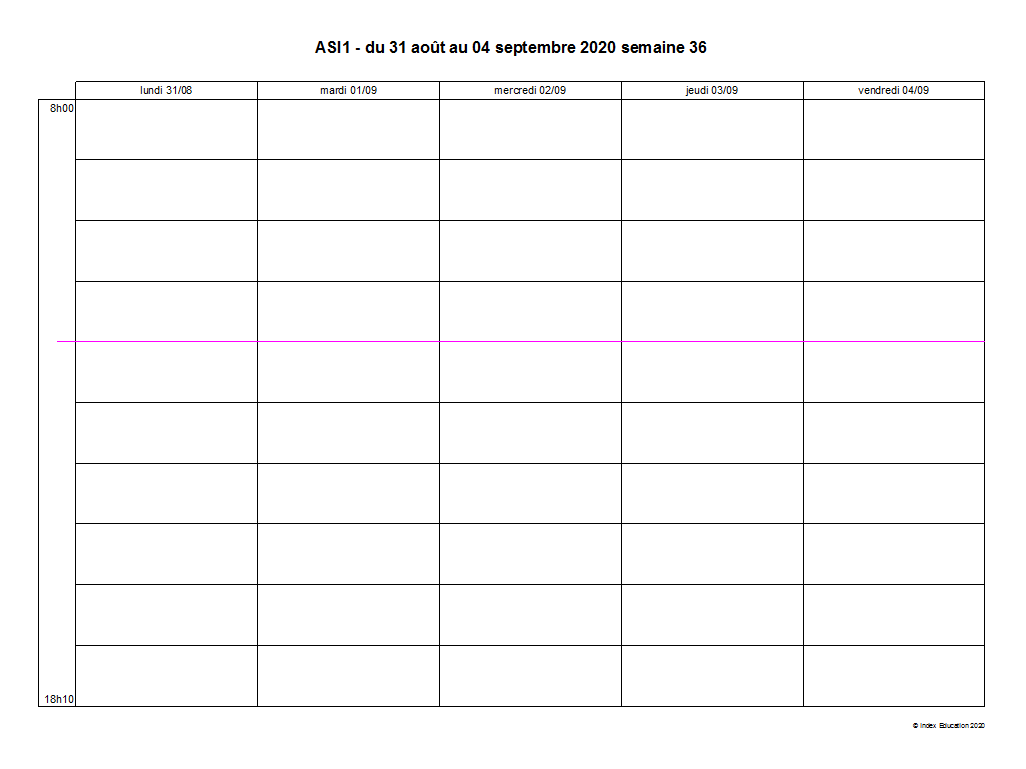 ASI1 - du 31 août au 04 septembre 2020 semaine 36
lundi 31/08 mardi 01/09 mercredi 02/09 jeudi 03/09 vendredi 04/09
8h00
18h10
© Index Education 2020